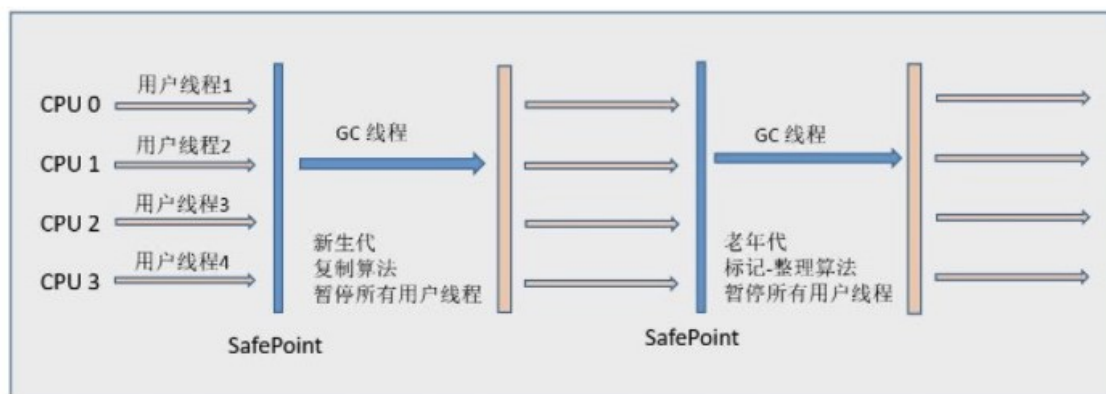 CPU 0
用户线程1
CPU 1
用户线程2
CPU 2
用户线程3
CPU 3
用户线程4
SafePoint
GC 线程
新生代
复制算法
暂停所有用户线程
SafePoint
GC 线程
老年代
标记-整理算法
暂停所有用户线程